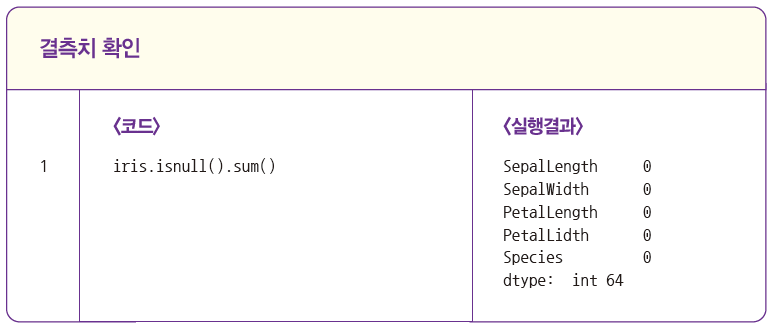 결측치 확인
<코드>
1 iris.isnull().sum()
<실행결과>
SepalLength 0
SepalWidth 0
PetalLength 0
PetalLidth 0
Species 0
dtype: int 64